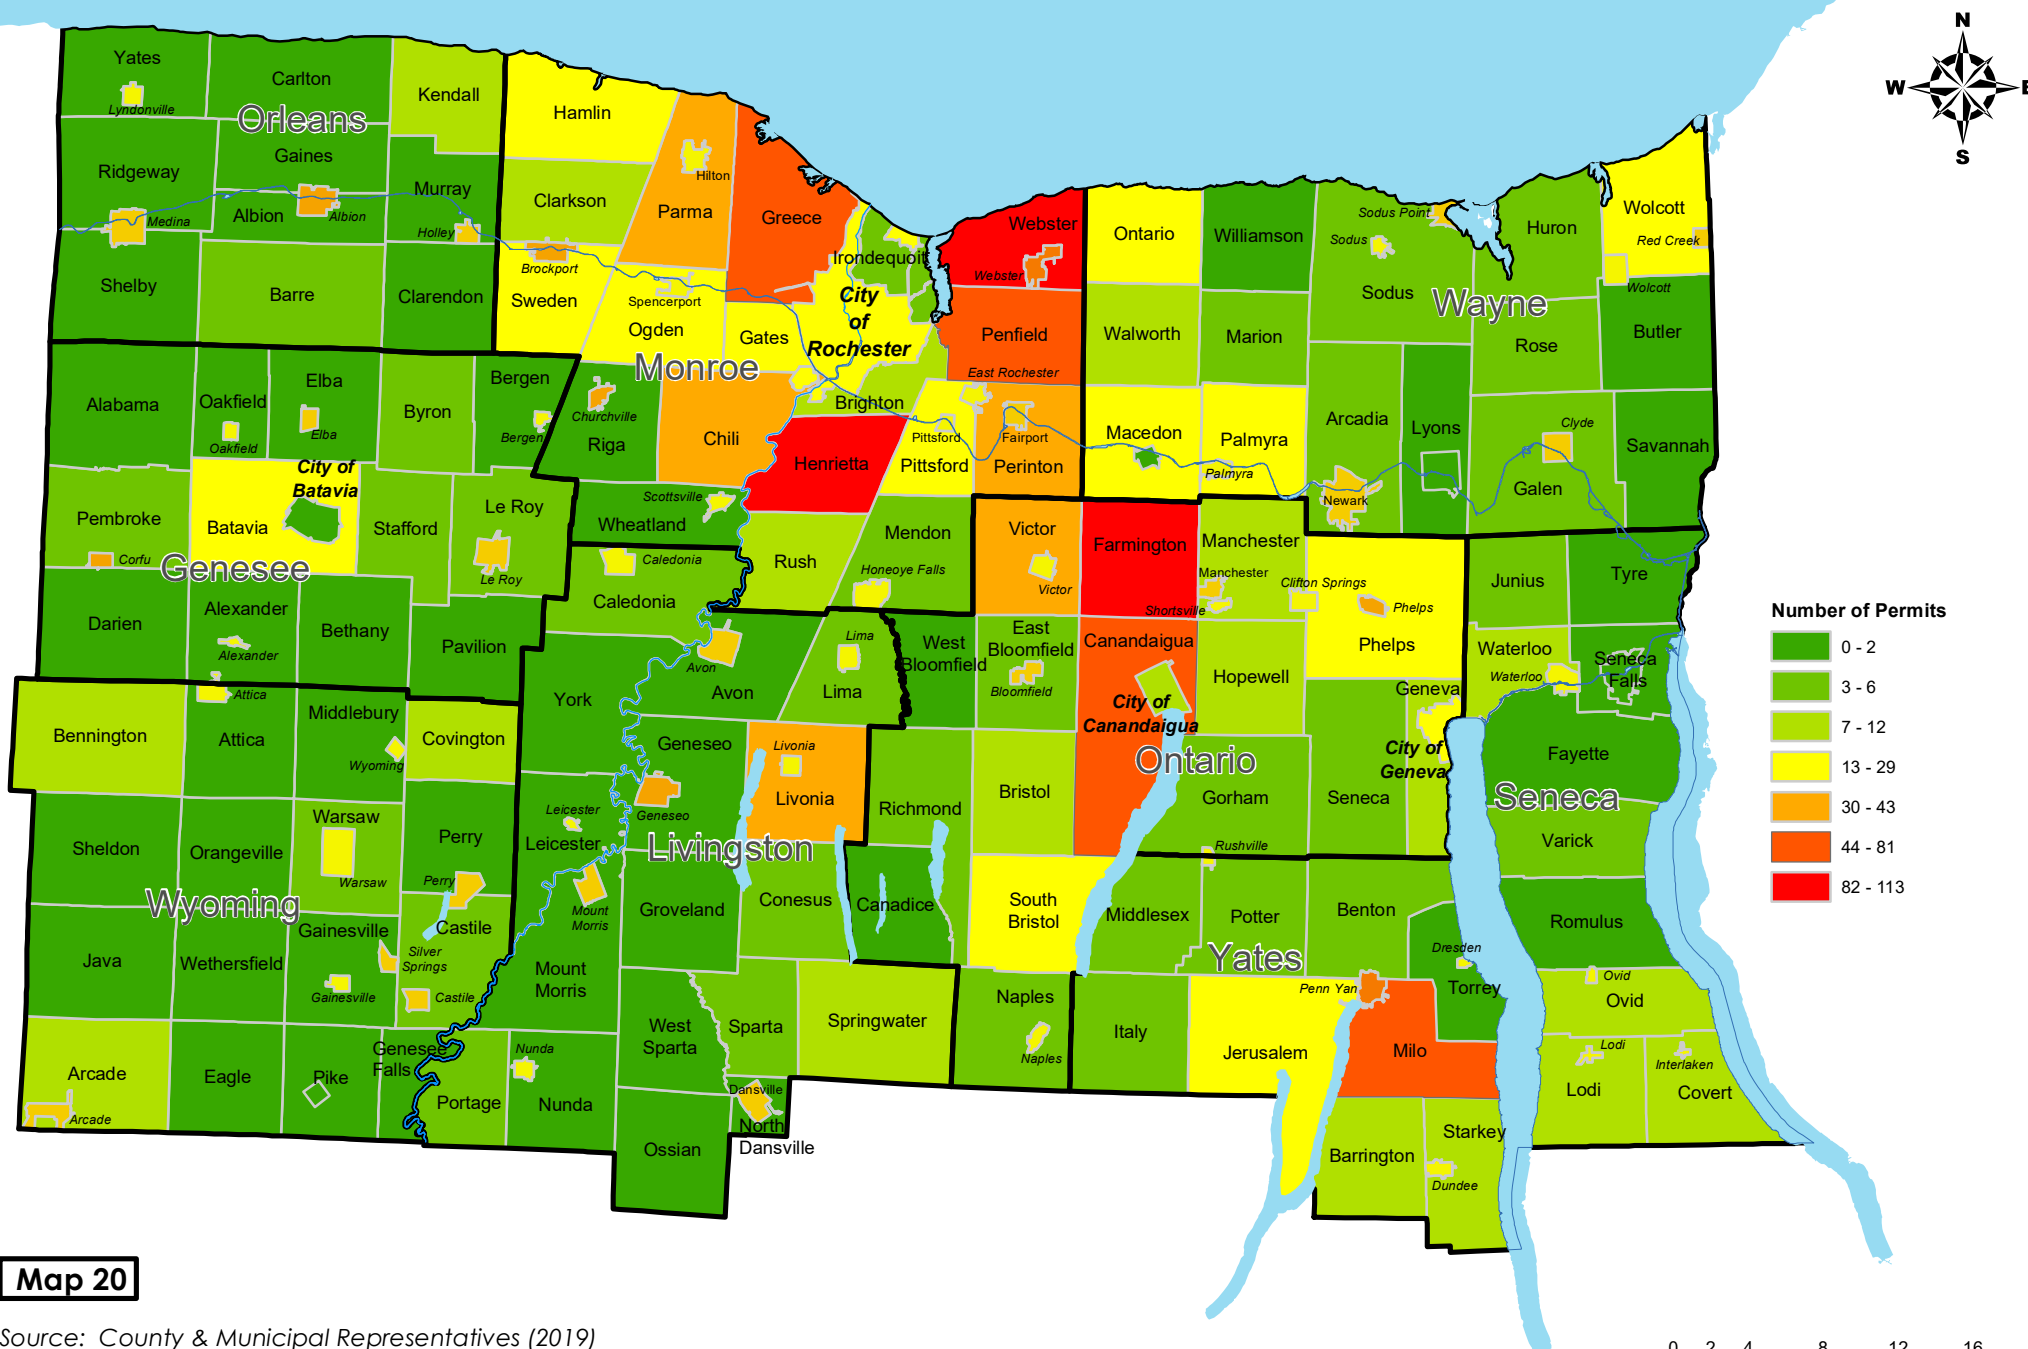 N
W
E
S
Yates
Lyndonville
Carlton
Kendall
Orleans
Gaines
Ridgeway
Murray
Medina
Albion
Albion
Holley
Shelby
Barre
Clarendon
Hamlin
Clarkson
Hilton
Parma
Greece
Brockport
Sweden
Spencerport
Ogden
Gates
Irondequoit
City
of
Rochester
Monroe
Webster
Webster
Penfield
East Rochester
Brighton
Churchville
Riga
Chili
Henrietta
Pittsford
Pittsford
Fairport
Perinton
Scottsville
Wheatland
Rush
Mendon
Honeoye Falls
Ontario
Williamson
Sodus Point
Sodus
Sodus
Huron
Wolcott
Red Creek
Wolcott
Wayne
Walworth
Marion
Rose
Butler
Macedon
Palmyra
Palmyra
Arcadia
Lyons
Newark
Clyde
Galen
Savannah
Alabama
Oakfield
Oakfield
Elba
Elba
Byron
Bergen
Bergen
City of
Batavia
Pembroke
Batavia
Stafford
Le Roy
Le Roy
Corfu
Genesee
Darien
Alexander
Alexander
Bethany
Pavilion
Attica
Bennington
Attica
Middlebury
Wyoming
Covington
Sheldon
Orangeville
Warsaw
Warsaw
Perry
Perry
Wyoming
Java
Wethersfield
Gainesville
Gainesville
Silver
Springs
Castile
Castile
Arcade
Arcade
Eagle
Pike
Genesee
Falls
Caledonia
Caledonia
Avon
Avon
Lima
Lima
York
Geneseo
Geneseo
Livonia
Livonia
Leicester
Leicester
Livingston
Mount
Morris
Groveland
Conesus
Mount
Morris
West
Sparta
Sparta
Springwater
Portage
Nunda
Nunda
Dansville
North
Dansville
Ossian
Victor
Victor
Farmington
Manchester
Manchester
Shortsville
Clifton Springs
Phelps
Phelps
West
Bloomfield
East
Bloomfield
Bloomfield
Canandaigua
City of
Canandaigua
Hopewell
Geneva
City of
Geneva
Ontario
Richmond
Bristol
Gorham
Seneca
Rushville
Canadice
South
Bristol
Naples
Naples
Junius
Tyre
Waterloo
Waterloo
Seneca
Falls
Fayette
Seneca
Varick
Romulus
Ovid
Ovid
Lodi
Lodi
Interlaken
Covert
Middlesex
Potter
Benton
Yates
Dresden
Torrey
Penn Yan
Italy
Jerusalem
Milo
Barrington
Starkey
Dundee
Number of Permits
0 - 2
3 - 6
7 - 12
13 - 29
30 - 43
44 - 81
82 - 113
Map 20
Source: County & Municipal Representatives (2019)
0 2 4 8 12 16